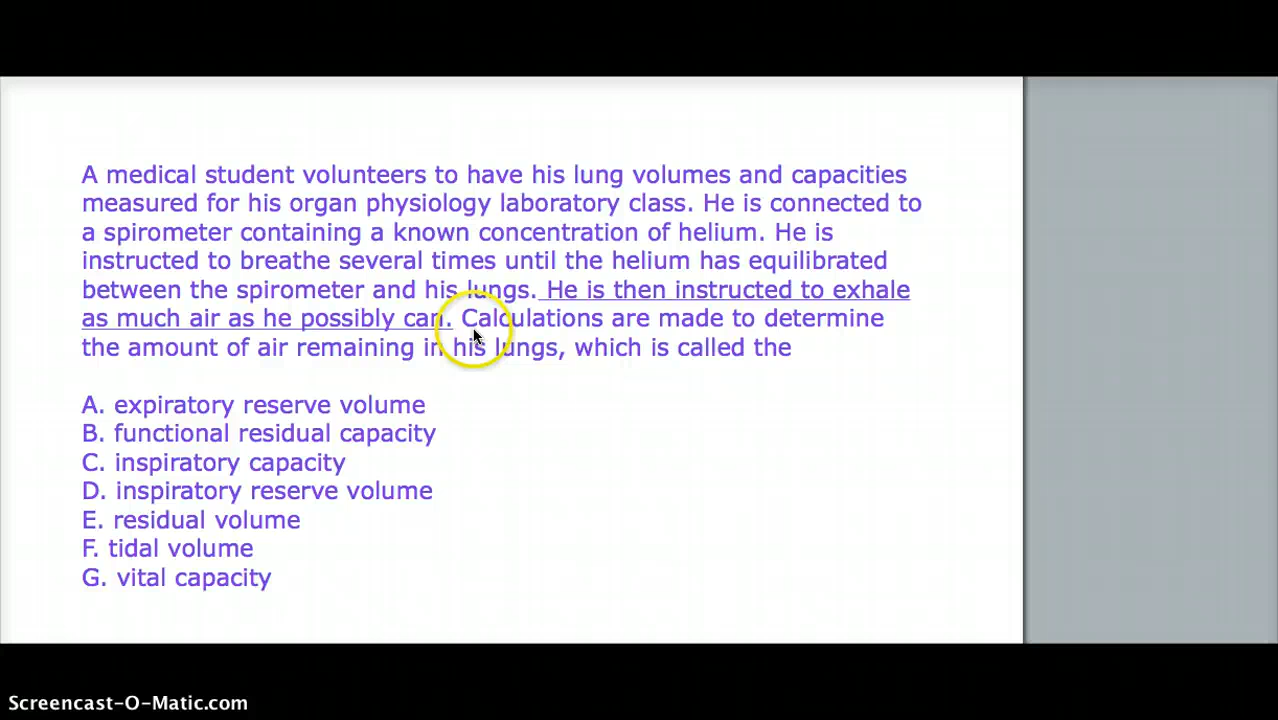 A medical student volunteers to have his lung volumes and capacities
measured for his organ physiology laboratory class. He is connected to
a spirometer containing a known concentration of helium. He is
instructed to breathe several times until the helium has equilibrated
between the spirometer and his lungs. He is then instructed to exhale
as much air as he possibly can. Calculations are made to determine
the amount of air remaining in his lungs, which is called the
A. expiratory reserve volume
B. functional residual capacity
C. inspiratory capacity
D. inspiratory reserve volume
E. residual volume
F. tidal volume
G. vital capacity
Screencast-O-Matic.com